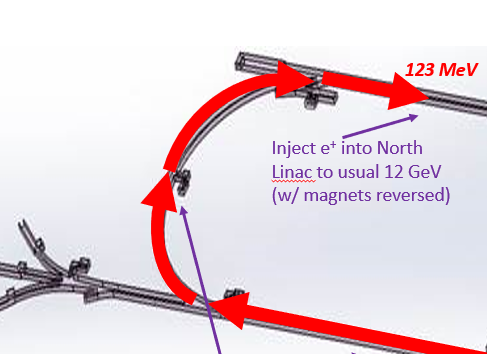 123 MeV
Inject e⁺ into North
Linac to usual 12 GeV
(w/ magnets reversed)